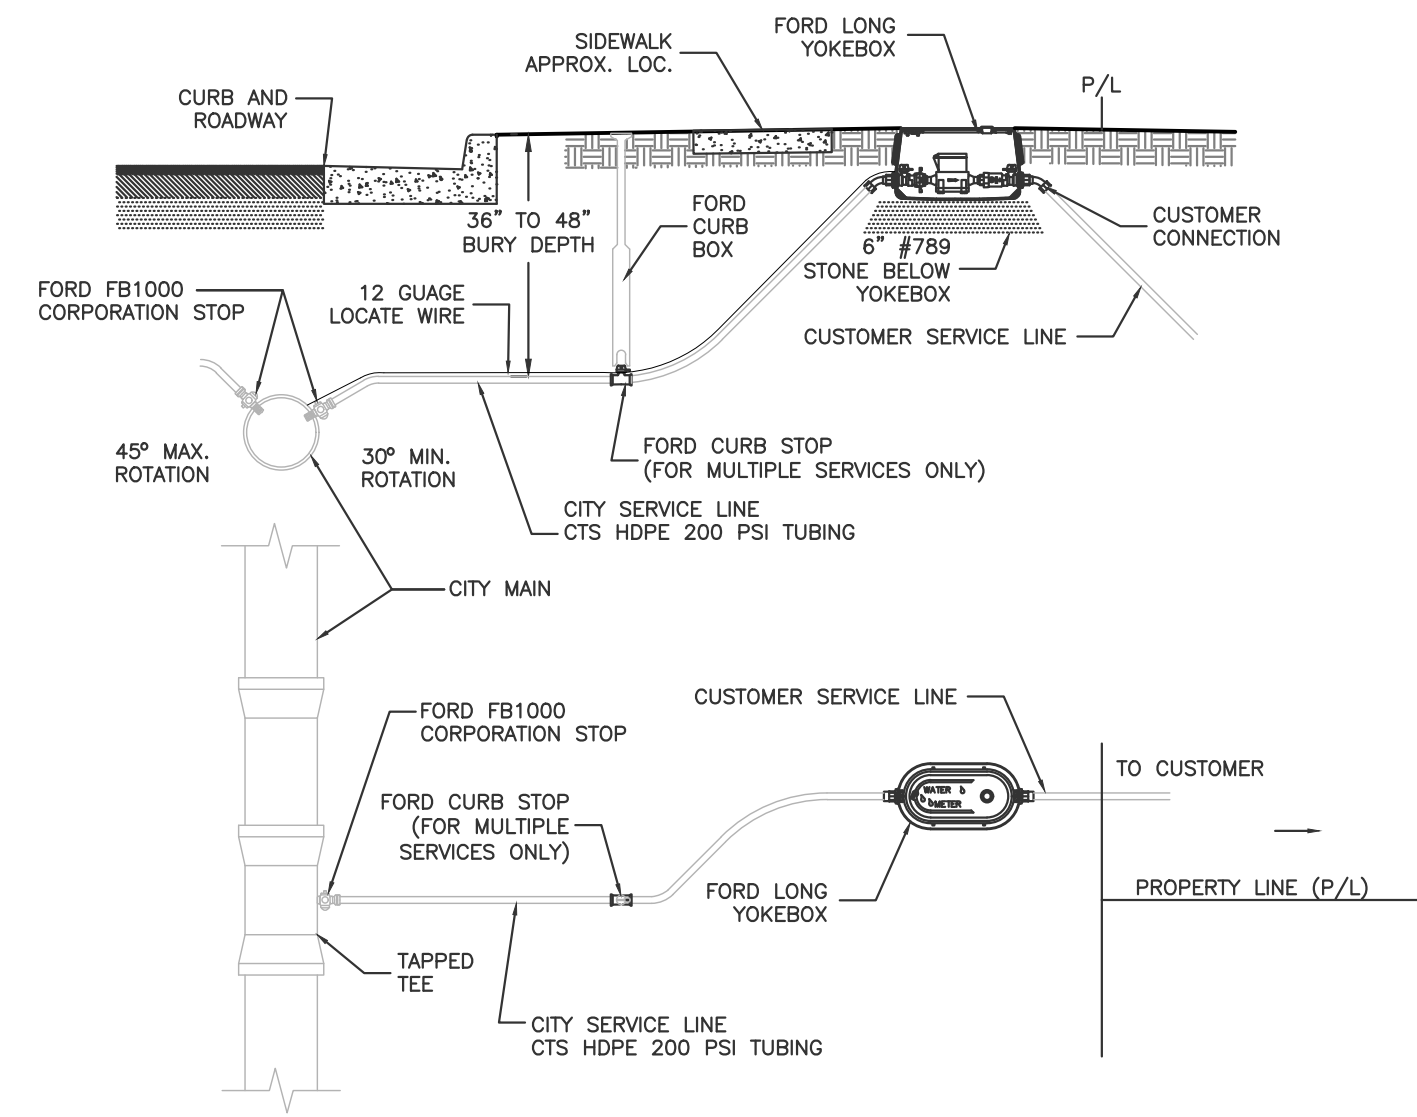 FORD LONG
YOKEBOX
SIDEWALK
APPROX. LOC.
P/L
CURB AND
ROADWAY
36” TO 48”
BURY DEPTH
FORD
CURB
BOX
CUSTOMER
CONNECTION
6” #789
STONE BELOW
YOKEBOX
FORD FB1000
CORPORATION STOP
12 GUAGE
LOCATE WIRE
CUSTOMER SERVICE LINE
45° MAX.
ROTATION
30° MIN.
ROTATION
FORD CURB STOP
(FOR MULTIPLE SERVICES ONLY)
CITY SERVICE LINE
CTS HDPE 200 PSI TUBING
CITY MAIN
CUSTOMER SERVICE LINE
FORD FB1000
CORPORATION STOP
TO CUSTOMER
WATER
METER
FORD CURB STOP
(FOR MULTIPLE
SERVICES ONLY)
FORD LONG
YOKEBOX
PROPERTY LINE (P/L)
TAPPED
TEE
CITY SERVICE LINE
CTS HDPE 200 PSI TUBING